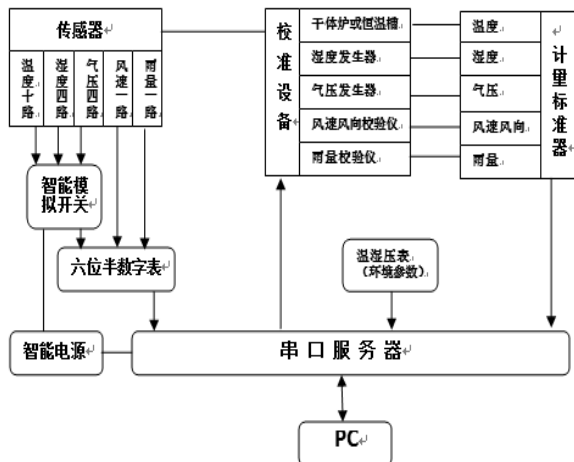 传感器
温度十路
湿度四路
气压四路
风速一路
雨量一路
校准设备
干体炉或恒温槽
湿度发生器
气压发生器
风速风向校验仪
雨量校验仪
温度
湿度
气压
风速风向
雨量
计量标准器
智能模
拟开关
六位半数字表
温湿压表
（环境参数）
智能电源
串口服务器
PC